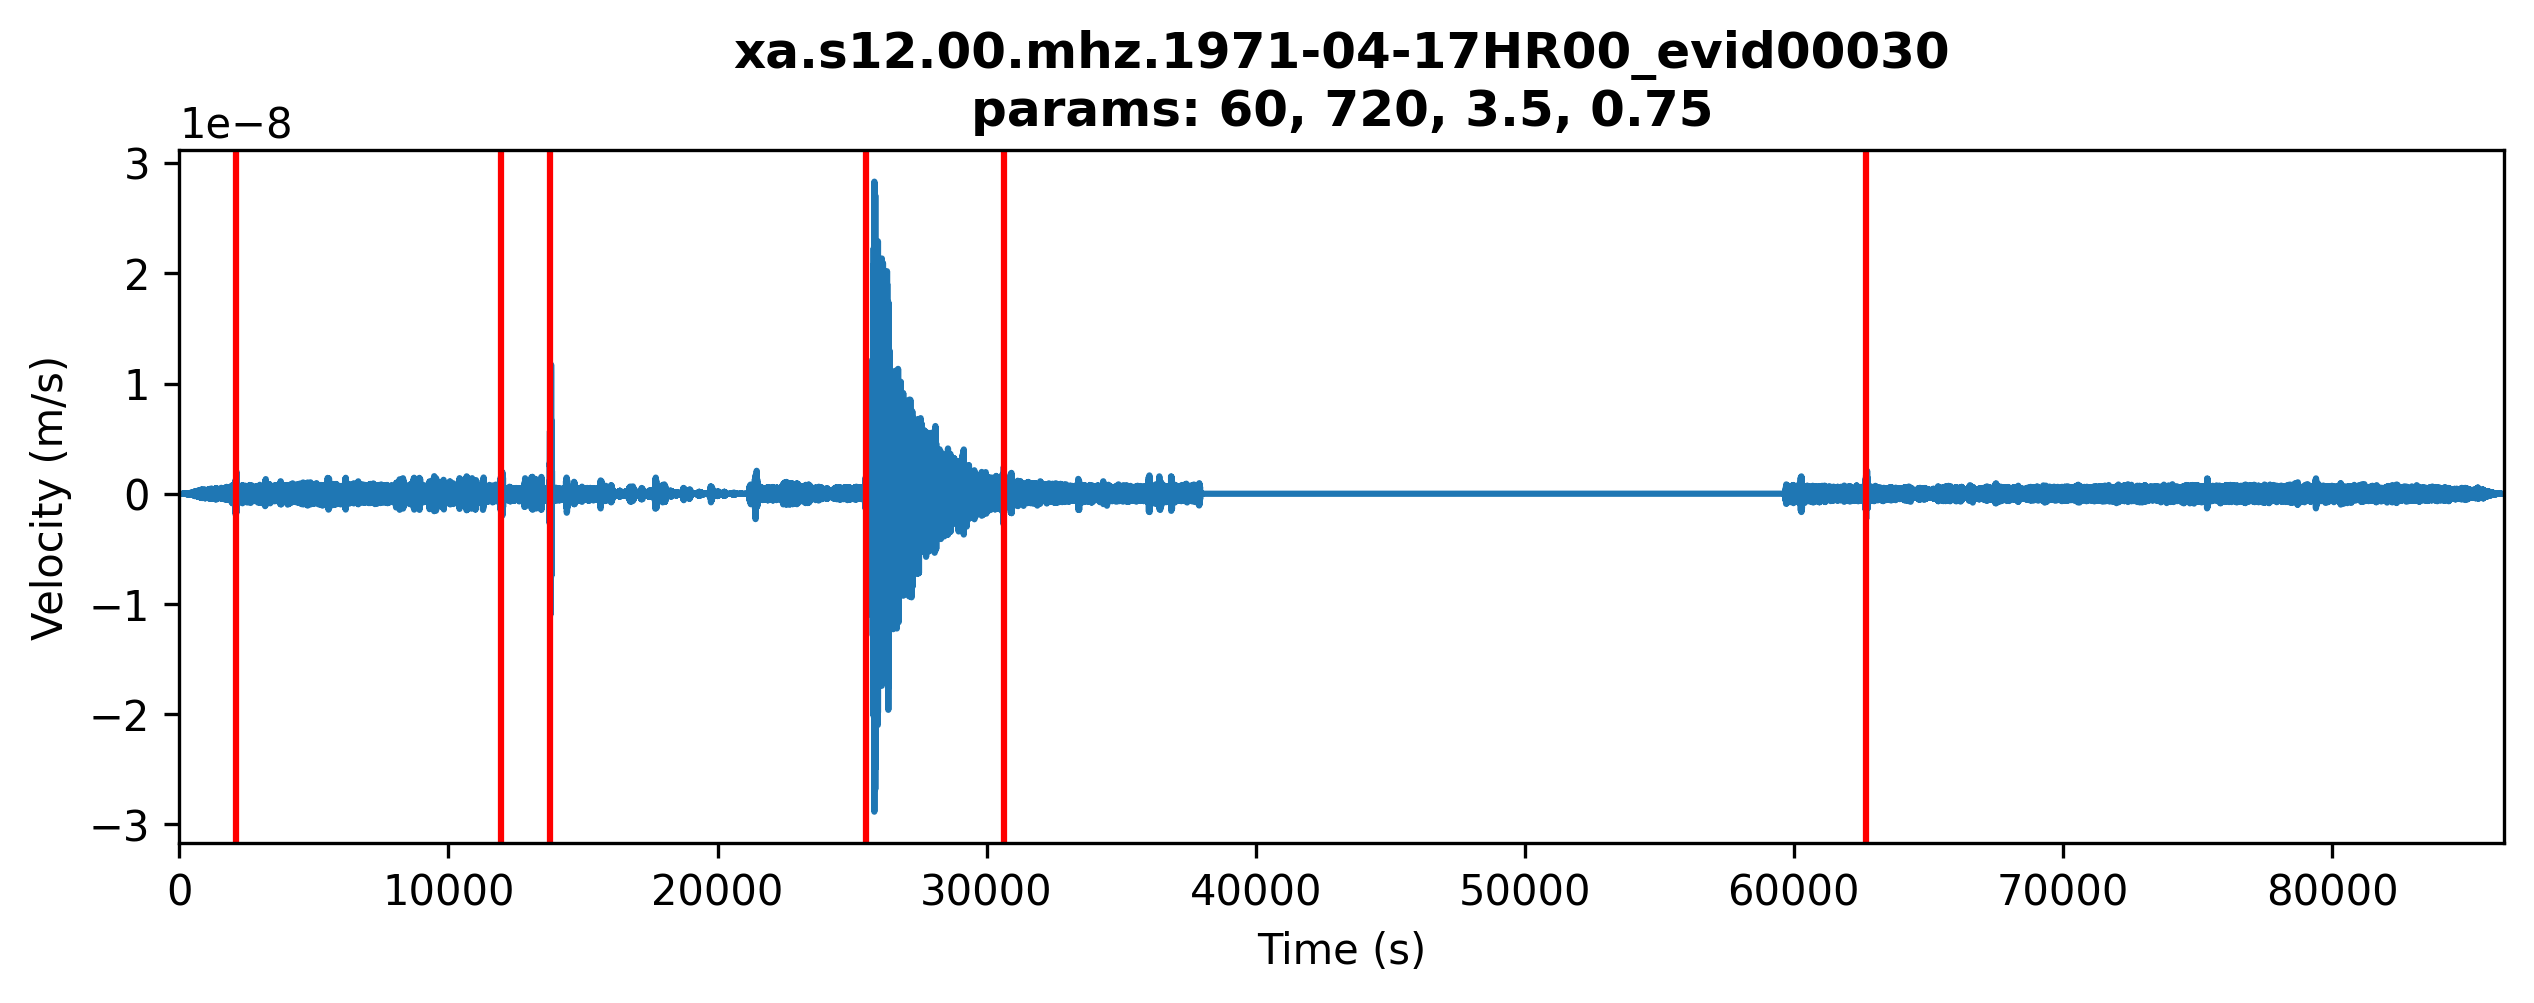 xa.s12.00.mhz.1971-04-17HR00_evid00030
params: 60, 720, 3.5, 0.75
1e−8
3
2
1
0
−1
−2
−3
Velocity (m/s)
0 10000 20000 30000 40000 50000 60000 70000 80000
Time (s)